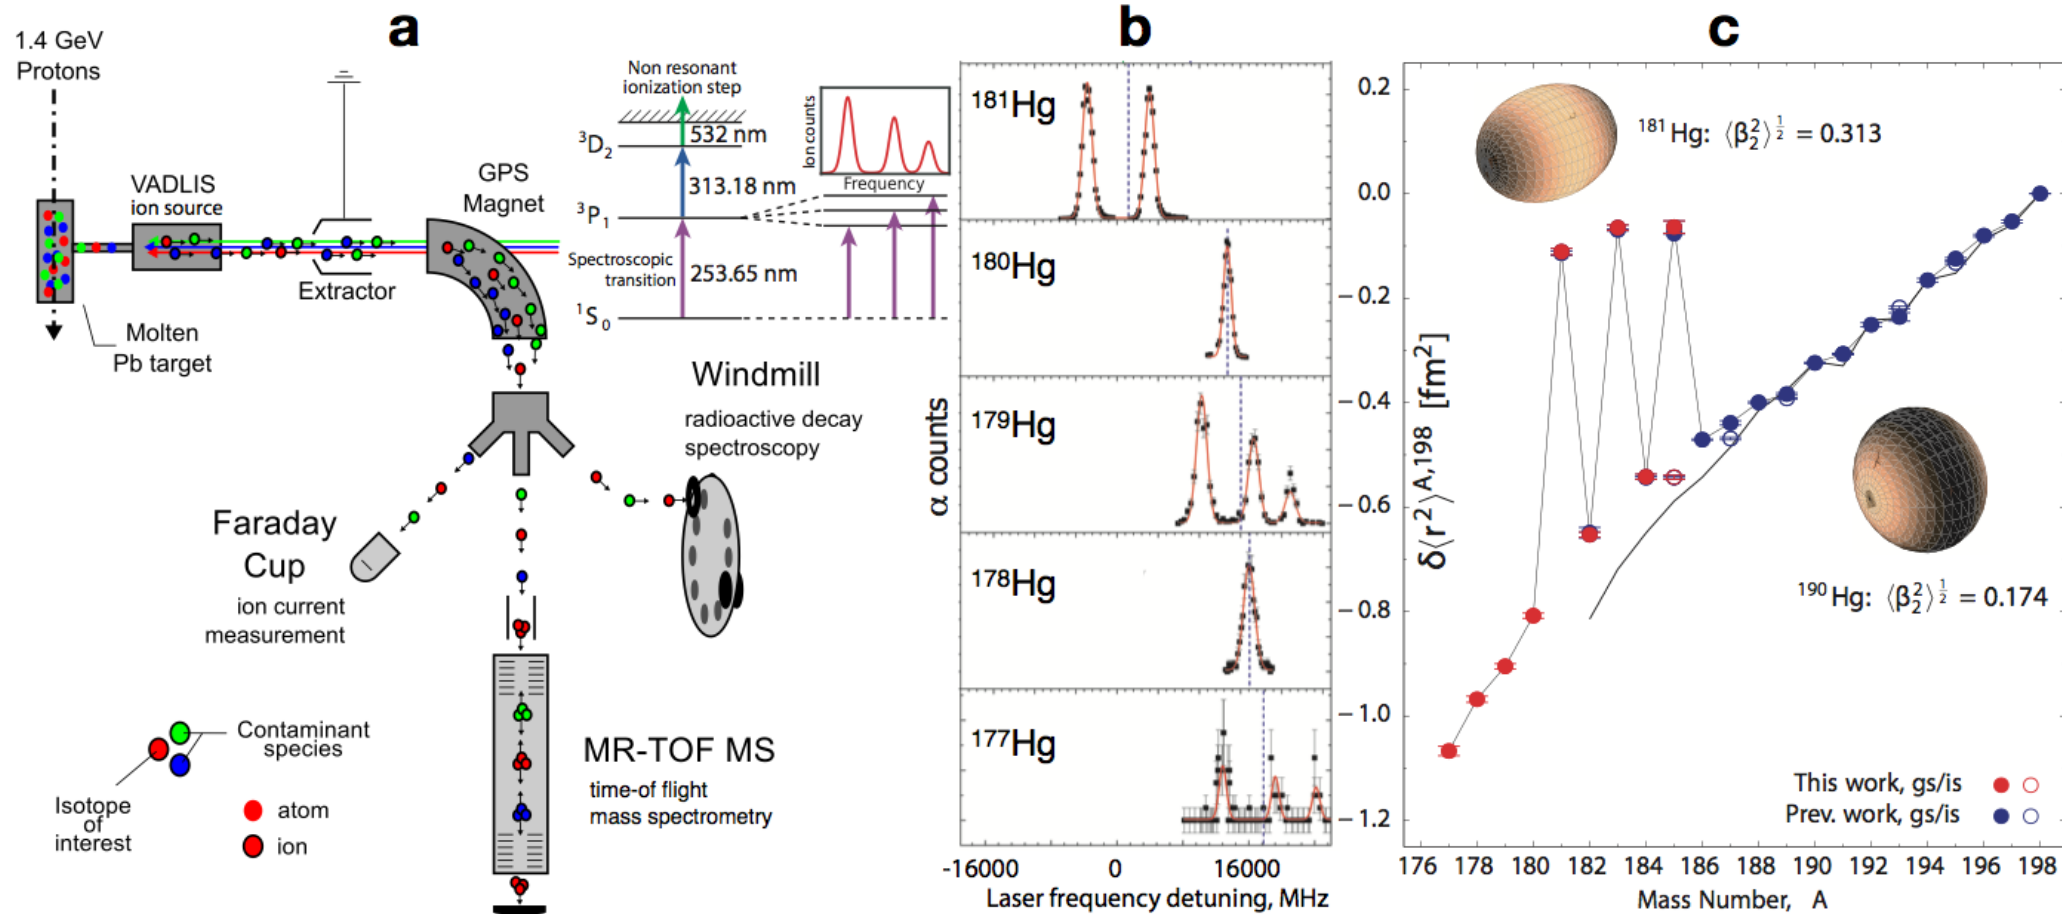 a
1.4 GeV
Protons
VADLIS
ion source
Extractor
GPS
Magnet
Molten
Pb target
Non resonant
ionization step
³D₂
532 nm
313.18 nm
³P₁
Spectroscopic
transition
253.65 nm
¹S₀
Ion counts
Frequency
Windmill
radioactive decay
spectroscopy
Faraday
Cup
ion current
measurement
MR-TOF MS
time-of flight
mass spectrometry
Contaminant
species
Isotope
of
interest
atom
ion
b
¹⁸¹Hg
¹⁸⁰Hg
¹⁷⁹Hg
¹⁷⁸Hg
¹⁷⁷Hg
α counts
-16000 0 16000
Laser frequency detuning, MHz
c
0.2
0.0
−0.2
−0.4
−0.6
−0.8
−1.0
−1.2
δ⟨r²⟩^A,198 [fm²]
¹⁸¹Hg: ⟨β₂²⟩^½ = 0.313
¹⁹⁰Hg: ⟨β₂²⟩^½ = 0.174
This work, gs/is
Prev. work, gs/is
176 178 180 182 184 186 188 190 192 194 196 198
Mass Number, A